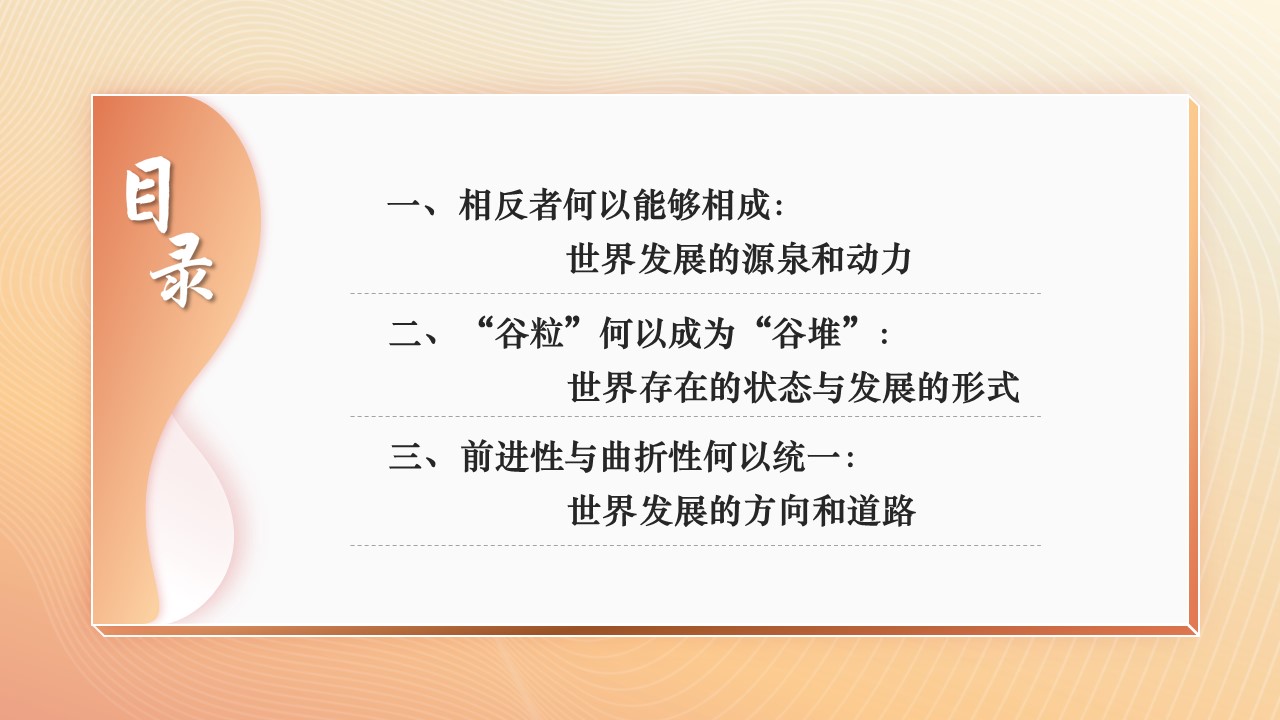 目录
一、相反者何以能够相成：
世界发展的源泉和动力
二、“谷粒”何以成为“谷堆”：
世界存在的状态与发展的形式
三、前进性与曲折性何以统一：
世界发展的方向和道路